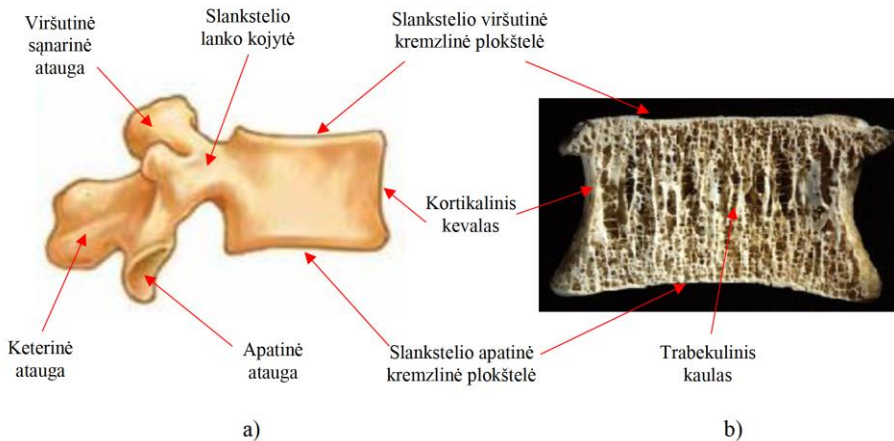 Viršutinė
sąnarinė
atauga
Slankstelio
lanko kojytė
Slankstelio viršutinė
kremzlinė plokštelė
Kortikalinis
kevalas
Keterinė
atauga
Apatinė
atauga
Slankstelio apatinė
kremzlinė plokštelė
Trabekulinis
kaulas
a)
b)